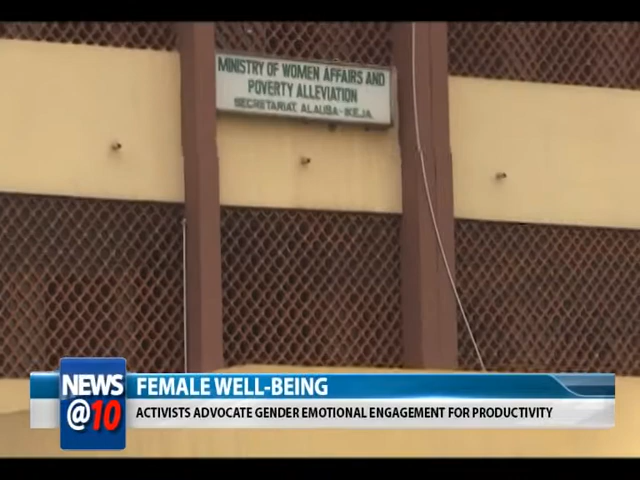 MINISTRY OF WOMEN AFFAIRS AND
POVERTY ALLEVIATION
SECRETARIAT, ALAUSA-IKEJA.
NEWS
@10
FEMALE WELL-BEING
ACTIVISTS ADVOCATE GENDER EMOTIONAL ENGAGEMENT FOR PRODUCTIVITY